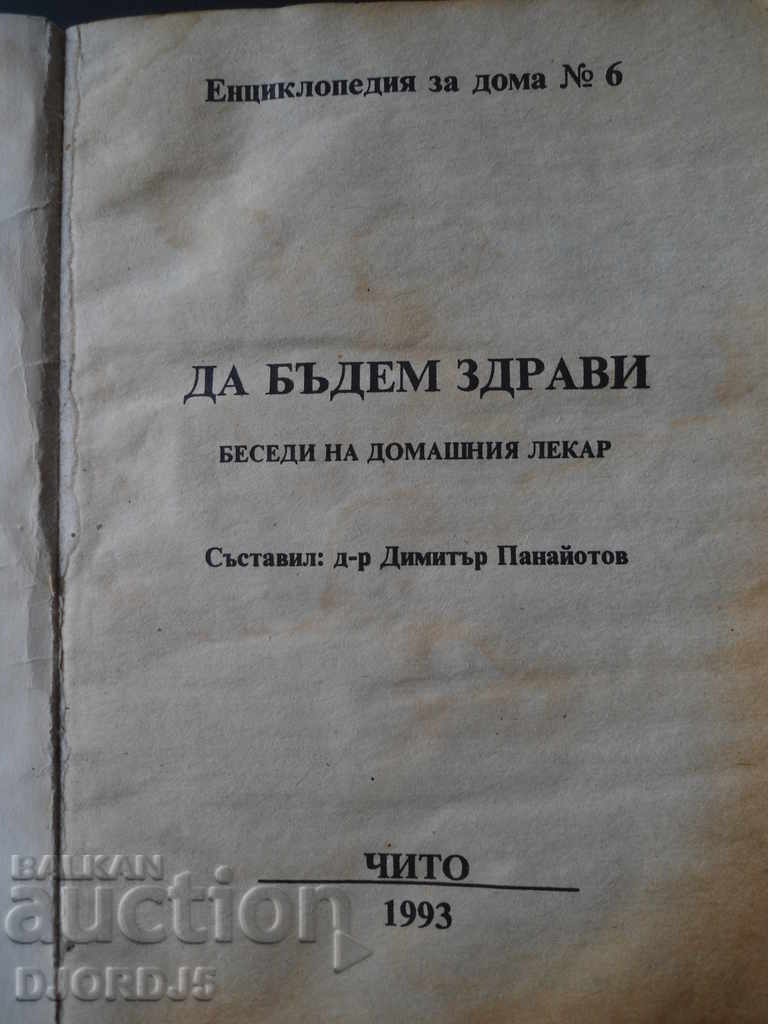 Енциклопедия за дома № 6
ДА БЪДЕМ ЗДРАВИ
БЕСЕДИ НА ДОМАШНИЯ ЛЕКАР
Съставил: д-р Димитър Панайотов
ЧИТО
1993
BALKAN
auction
DJORDJ5